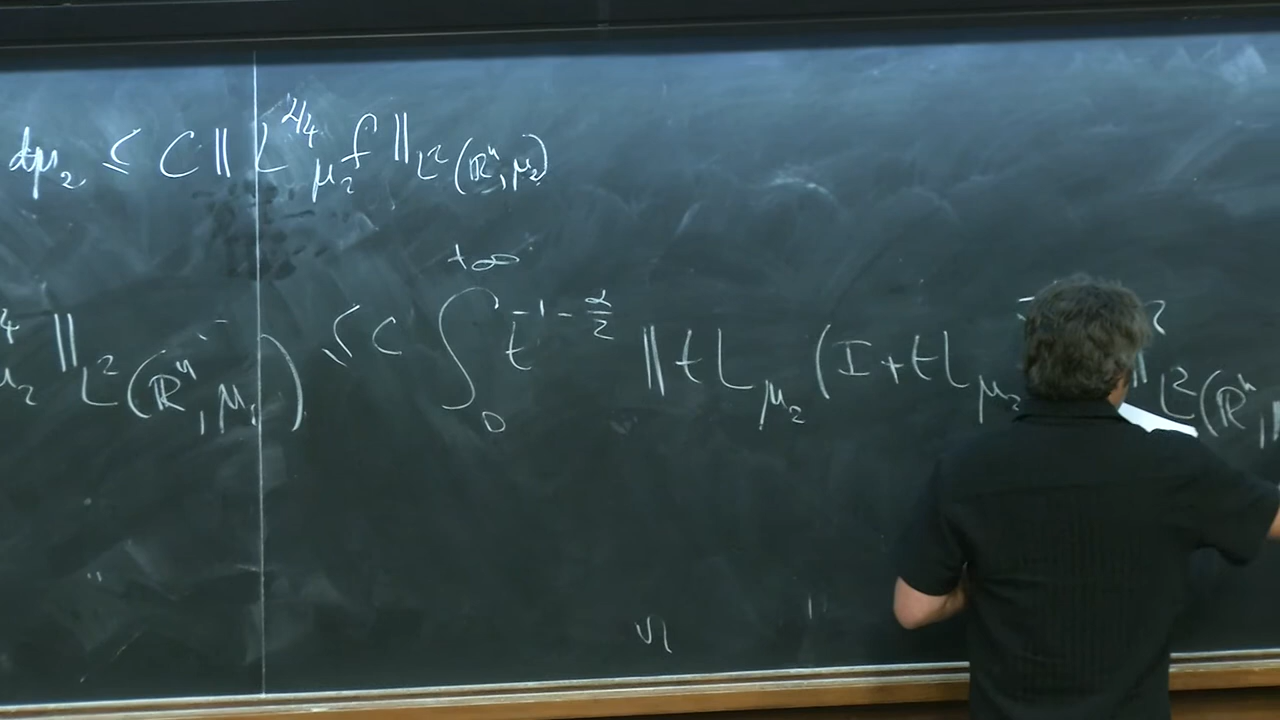 dμ₂ ≤ C ‖ L^{α/4}_{μ₂} f ‖_{L²(ℝⁿ, μ₂)}
‖_{L²(ℝⁿ, μ₂)} ≤ C ∫₀^{+∞} t^{-1-α/2} ‖ t L_{μ₂} (I + t L_{μ₂} ‖_{L²(ℝⁿ,